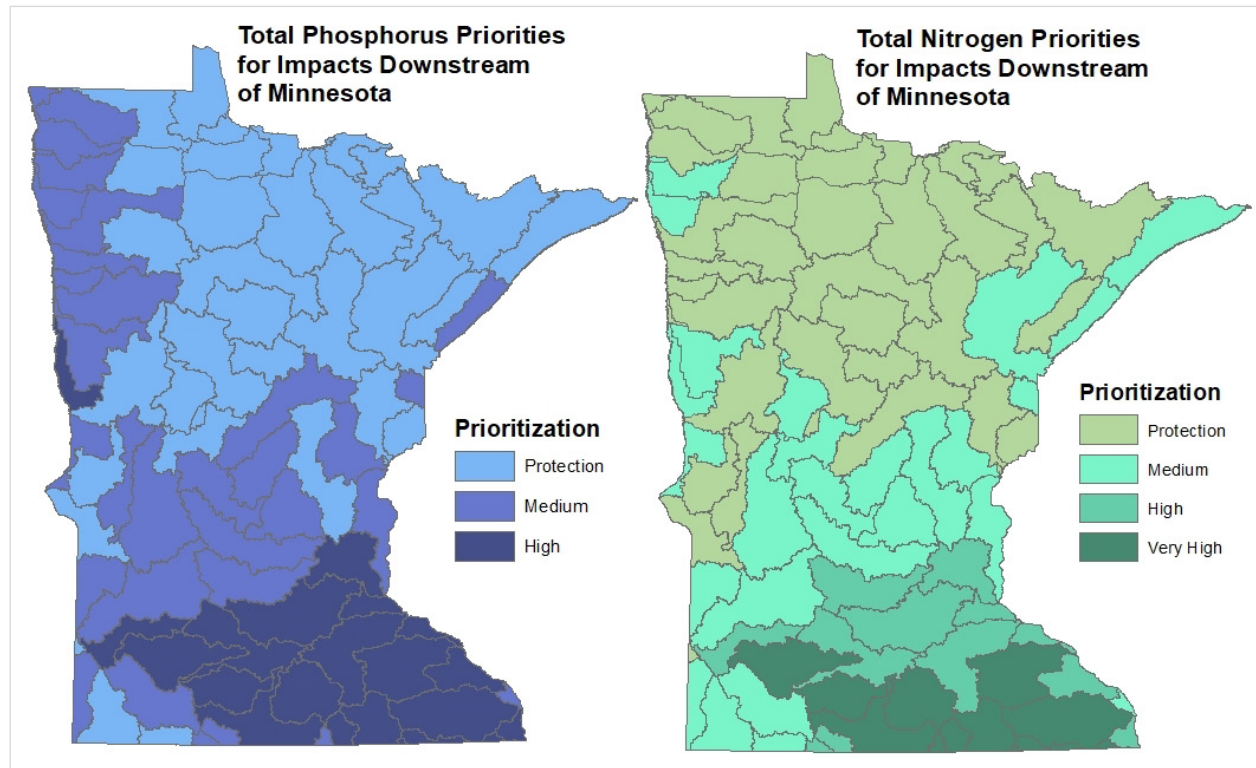 Total Phosphorus Priorities
for Impacts Downstream
of Minnesota
Prioritization
Protection
Medium
High
Total Nitrogen Priorities
for Impacts Downstream
of Minnesota
Prioritization
Protection
Medium
High
Very High